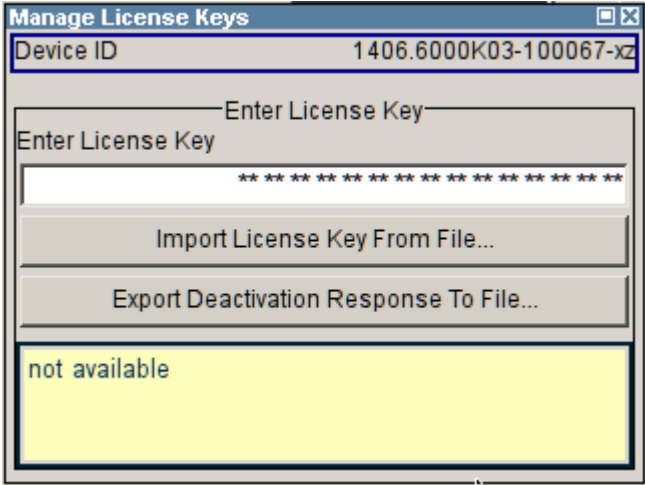 Manage License Keys
Device ID 1406.6000K03-100067-xz
Enter License Key
Enter License Key
** ** ** ** ** ** ** ** ** ** ** ** ** ** **
Import License Key From File...
Export Deactivation Response To File...
not available